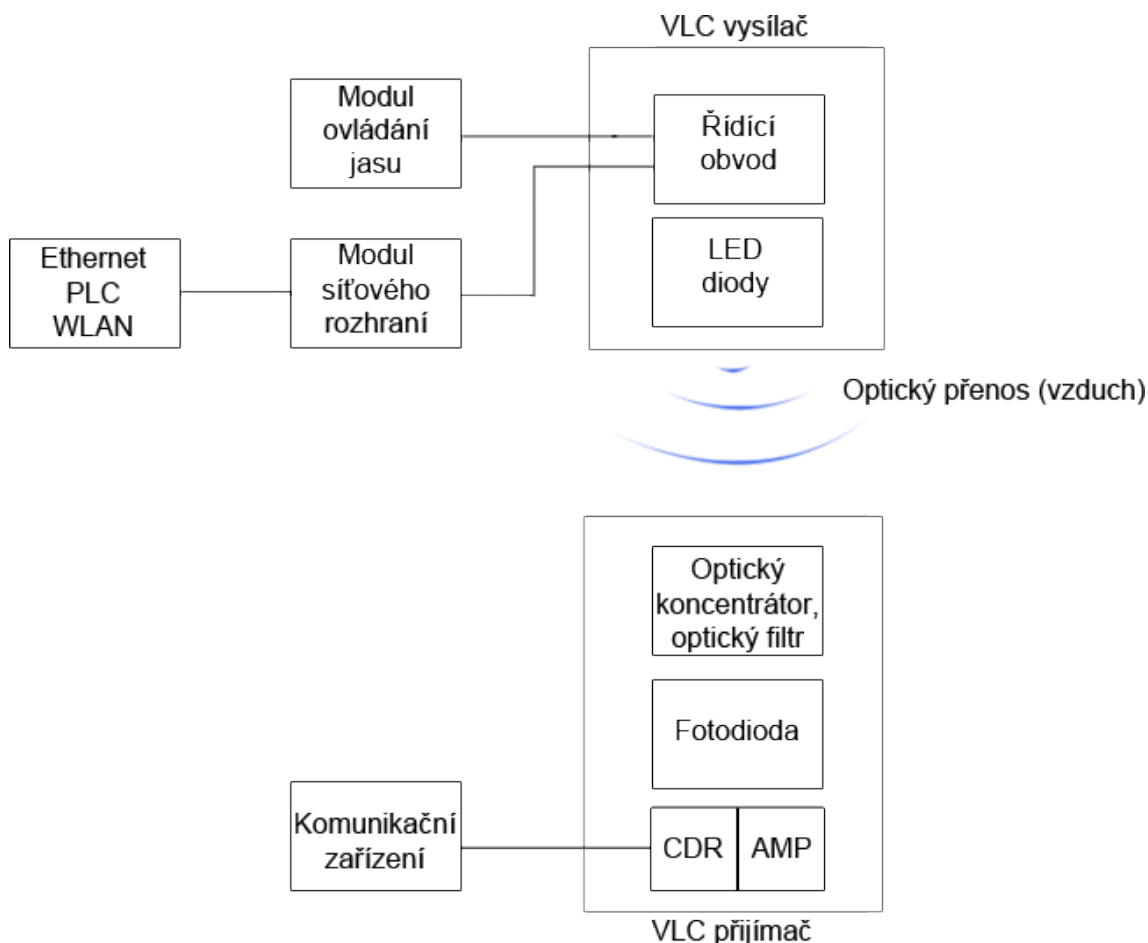 VLC vysílač
Modul
ovládání
jasu
Řídící
obvod
Ethernet
PLC
WLAN
Modul
síťového
rozhraní
LED
diody
Optický přenos (vzduch)
Optický
koncentrátor,
optický filtr
Fotodioda
Komunikační
zařízení
CDR
AMP
VLC přijímač